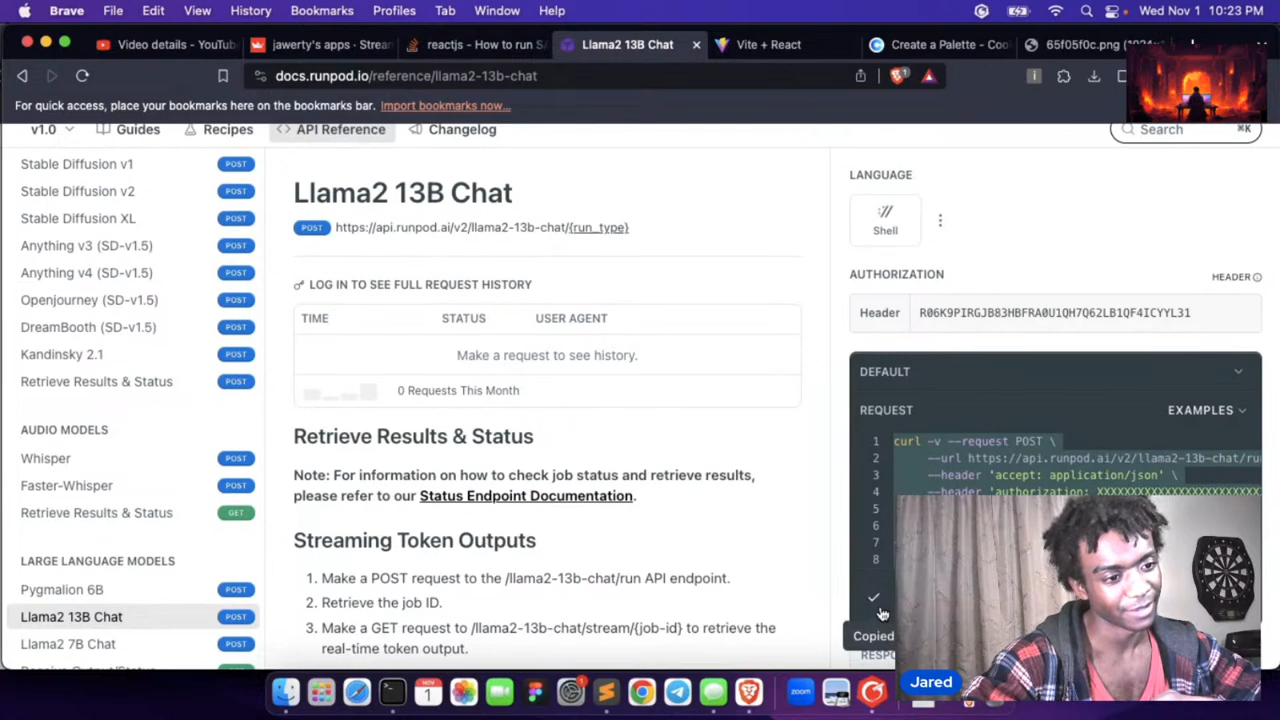 Brave File Edit View History Bookmarks Profiles Tab Window Help
Wed Nov 1 10:23 PM
Video details - YouTu
jawerty's apps · Stream
reactjs - How to run SA
Llama2 13B Chat
Vite + React
Create a Palette - Coo
65f05f0c.png (1024×
docs.runpod.io/reference/llama2-13b-chat
1
For quick access, place your bookmarks here on the bookmarks bar. Import bookmarks now...
v1.0
Guides
Recipes
API Reference
Changelog
Search
⌘K
Stable Diffusion v1 POST
Stable Diffusion v2 POST
Stable Diffusion XL POST
Anything v3 (SD-v1.5) POST
Anything v4 (SD-v1.5) POST
Openjourney (SD-v1.5) POST
DreamBooth (SD-v1.5) POST
Kandinsky 2.1 POST
Retrieve Results & Status POST
AUDIO MODELS
Whisper POST
Faster-Whisper POST
Retrieve Results & Status GET
LARGE LANGUAGE MODELS
Pygmalion 6B POST
Llama2 13B Chat POST
Llama2 7B Chat POST
Llama2 13B Chat
POST https://api.runpod.ai/v2/llama2-13b-chat/{run_type}
LOG IN TO SEE FULL REQUEST HISTORY
TIME STATUS USER AGENT
Make a request to see history.
0 Requests This Month
Retrieve Results & Status
Note: For information on how to check job status and retrieve results,
please refer to our Status Endpoint Documentation.
Streaming Token Outputs
1. Make a POST request to the /llama2-13b-chat/run API endpoint.
2. Retrieve the job ID.
3. Make a GET request to /llama2-13b-chat/stream/{job-id} to retrieve the
real-time token output.
LANGUAGE
Shell
AUTHORIZATION HEADER
Header R06K9PIRGJB83HBFRA0U1QH7Q62LB1QF4ICYYL31
DEFAULT
REQUEST EXAMPLES
1 curl -v --request POST \
2 --url https://api.runpod.ai/v2/llama2-13b-chat/ru
3 --header 'accept: application/json' \
4 --header 'authorization: XXXXXXXXXXXXXXXXXXXXXXXXX
5
6
7
8
Copied
RESPO
Jared
zoom